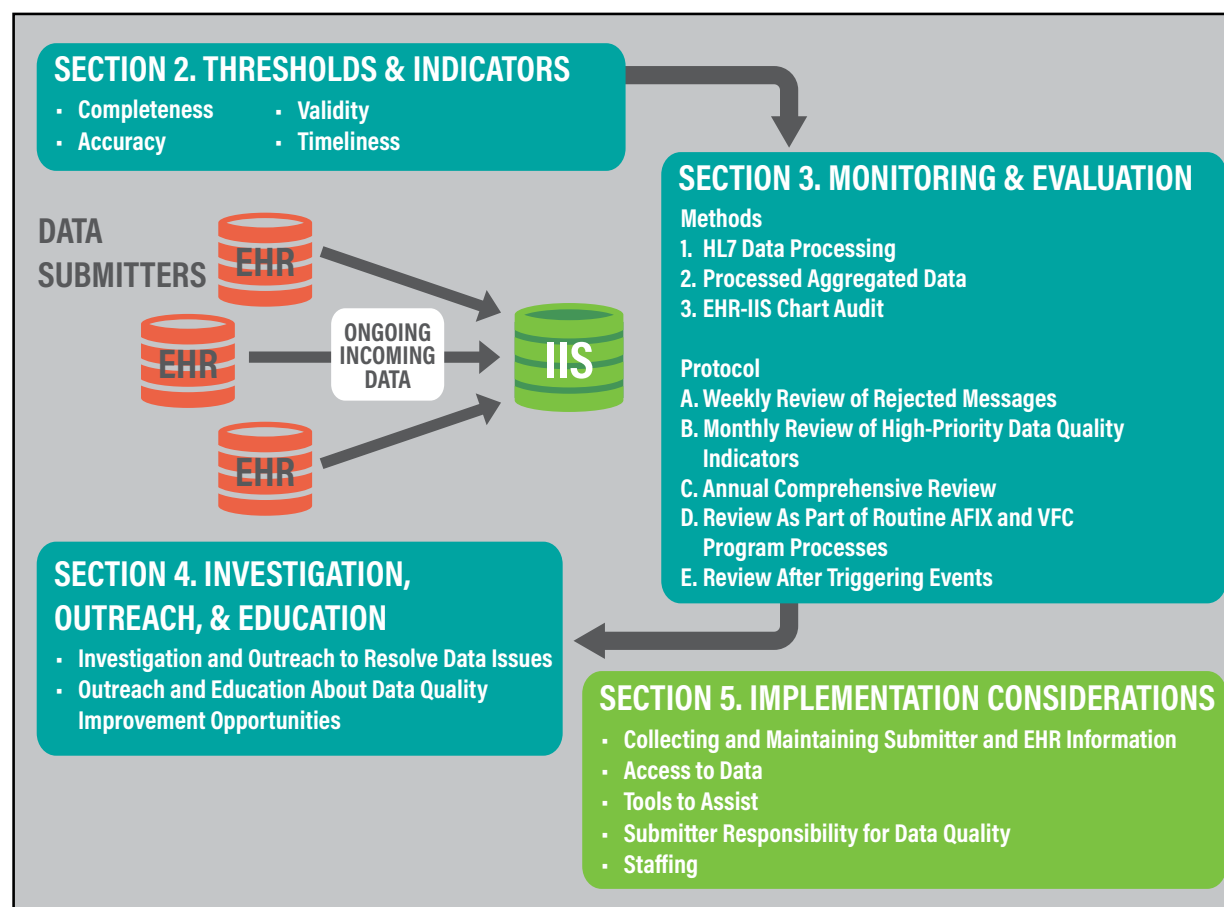 SECTION 2. THRESHOLDS & INDICATORS
▪ Completeness
▪ Accuracy
▪ Validity
▪ Timeliness
DATA
SUBMITTERS
EHR
EHR
EHR
ONGOING
INCOMING
DATA
IIS
SECTION 3. MONITORING & EVALUATION
Methods
1. HL7 Data Processing
2. Processed Aggregated Data
3. EHR-IIS Chart Audit
Protocol
A. Weekly Review of Rejected Messages
B. Monthly Review of High-Priority Data Quality
Indicators
C. Annual Comprehensive Review
D. Review As Part of Routine AFIX and VFC
Program Processes
E. Review After Triggering Events
SECTION 4. INVESTIGATION,
OUTREACH, & EDUCATION
▪ Investigation and Outreach to Resolve Data Issues
▪ Outreach and Education About Data Quality
Improvement Opportunities
SECTION 5. IMPLEMENTATION CONSIDERATIONS
▪ Collecting and Maintaining Submitter and EHR Information
▪ Access to Data
▪ Tools to Assist
▪ Submitter Responsibility for Data Quality
▪ Staffing